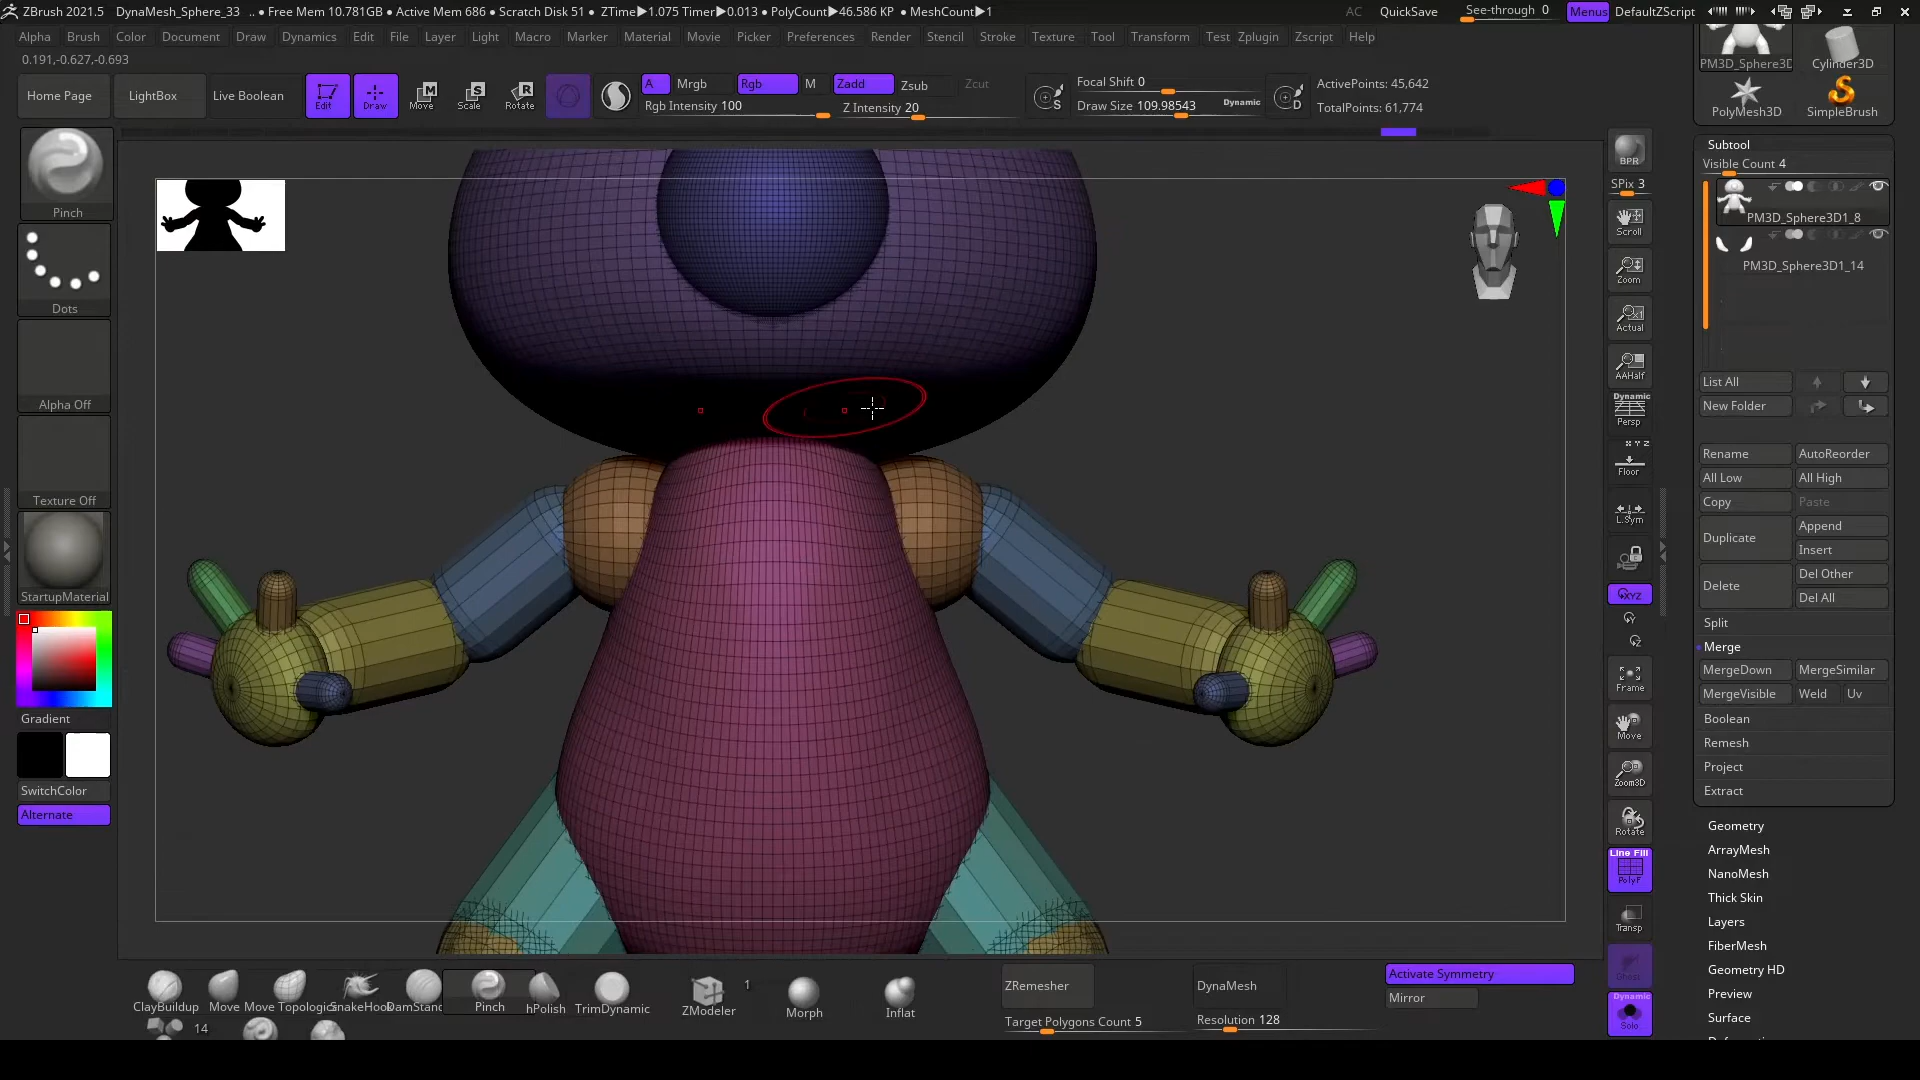 ZBrush 2021.5 DynaMesh_Sphere_33 .. • Free Mem 10.781GB • Active Mem 686 • Scratch Disk 51 • ZTime▶1.075 Timer▶0.013 • PolyCount▶46.586 KP • MeshCount▶1 AC QuickSave See-through 0 Menus DefaultZScript
Alpha Brush Color Document Draw Dynamics Edit File Layer Light Macro Marker Material Movie Picker Preferences Render Stencil Stroke Texture Tool Transform Test Zplugin Zscript Help
0.191,-0.627,-0.693
Home Page LightBox Live Boolean Edit Draw Move Scale Rotate
A Mrgb Rgb M Zadd Zsub Zcut
Rgb Intensity 100 Z Intensity 20
S Focal Shift 0
Draw Size 109.98543 Dynamic D
ActivePoints: 45,642
TotalPoints: 61,774
Pinch
Dots
Alpha Off
Texture Off
StartupMaterial
Gradient
SwitchColor
Alternate
BPR
SPix 3
Scroll
Zoom
Actual
AAHalf
Dynamic
Persp
X Y Z
Floor
L.Sym
XYZ
Frame
Move
Zoom3D
Rotate
Line Fill
PolyF
Transp
Ghost
Dynamic
Solo
PM3D_Sphere3D Cylinder3D
PolyMesh3D SimpleBrush
Subtool
Visible Count 4
PM3D_Sphere3D1_8
PM3D_Sphere3D1_14
List All
New Folder
Rename AutoReorder
All Low All High
Copy Paste
Duplicate Append
Insert
Delete Del Other
Del All
Split
Merge
MergeDown MergeSimilar
MergeVisible Weld Uv
Boolean
Remesh
Project
Extract
Geometry
ArrayMesh
NanoMesh
Thick Skin
Layers
FiberMesh
Geometry HD
Preview
Surface
ClayBuildup Move Move Topologic SnakeHook DamStand Pinch hPolish TrimDynamic ZModeler 1 Morph Inflat
14
ZRemesher
Target Polygons Count 5
DynaMesh
Resolution 128
Activate Symmetry
Mirror